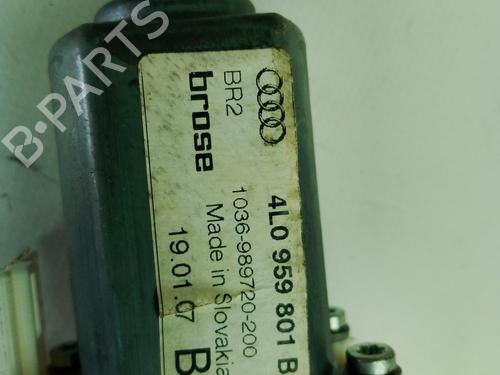 B-PARTS
4L0 959 801 B
BR2
1036-989720-200
brose
Made in Slovakia
19.01.07
B